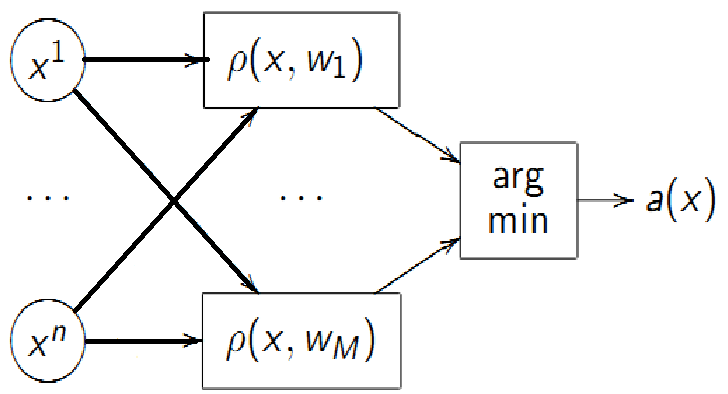 x¹
ρ(x, w₁)
arg
min
a(x)
...
...
xⁿ
ρ(x, w_M)